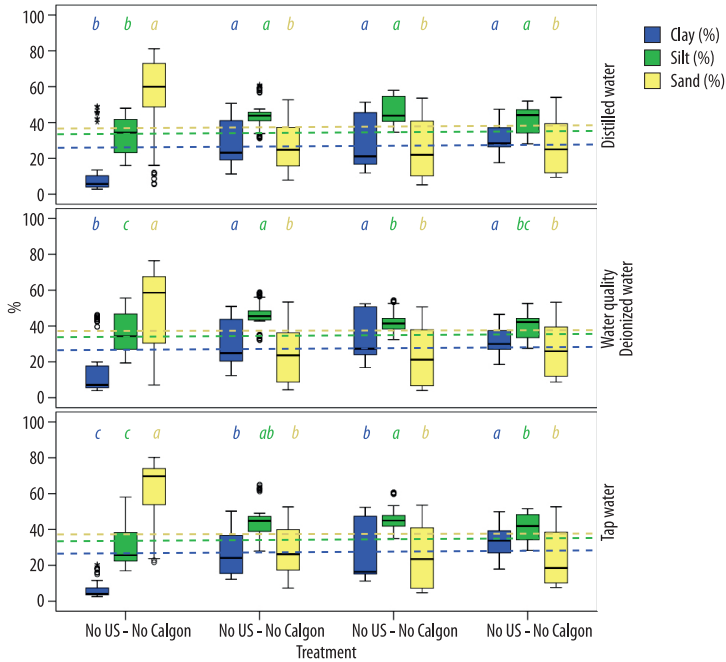 b b a a a b a a b a a b
Clay (%)
Silt (%)
Sand (%)
100
80
60
40
20
0
Distilled water
b c a a a b a b b a bc b
100
80
60
40
20
0
%
Water quality
Deionized water
c c a b ab b b a b a b b
100
80
60
40
20
0
Tap water
No US – No Calgon No US – No Calgon No US – No Calgon No US – No Calgon
Treatment